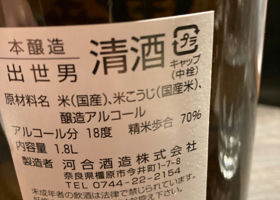 本醸造 清酒 プラ
出世男 キャップ
(中栓)
原材料名 米(国産)、米こうじ(国産米)、
醸造アルコール
アルコール分 18度 精米歩合 70%
内容量 1.8L
製造者 河合酒造株式会社
奈良県橿原市今井町1-7-8
TEL 0744-22-2154
未成年者の飲酒は法律で禁じられています。